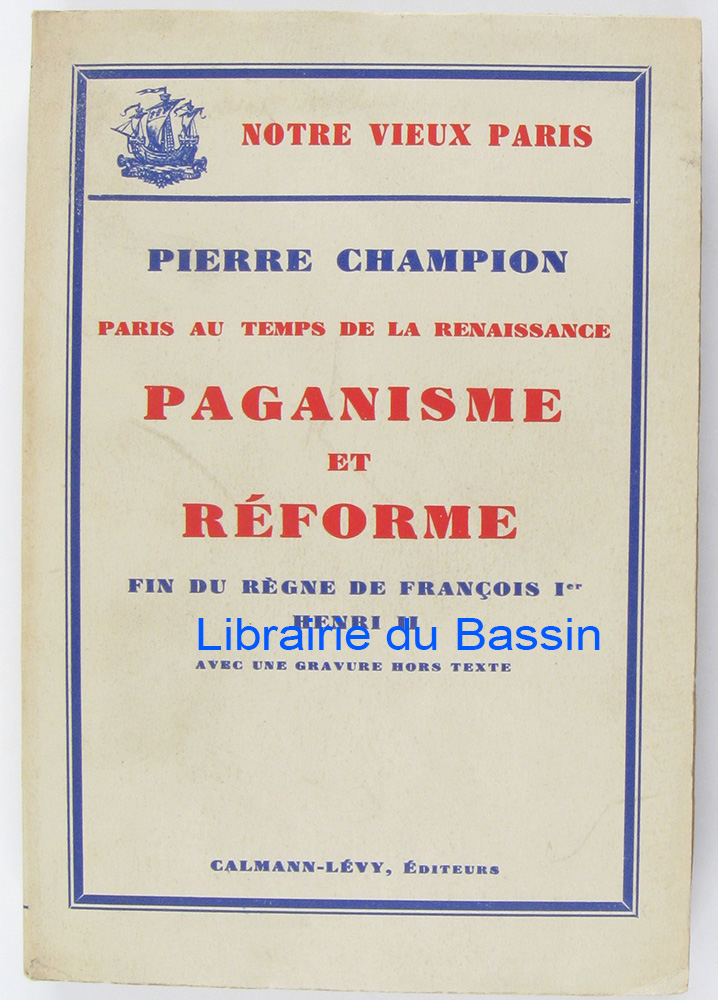 NOTRE VIEUX PARIS
PIERRE CHAMPION
PARIS AU TEMPS DE LA RENAISSANCE
PAGANISME
ET
RÉFORME
FIN DU RÈGNE DE FRANÇOIS Ier
HENRI II
Librairie du Bassin
AVEC UNE GRAVURE HORS TEXTE
CALMANN-LÉVY, ÉDITEURS